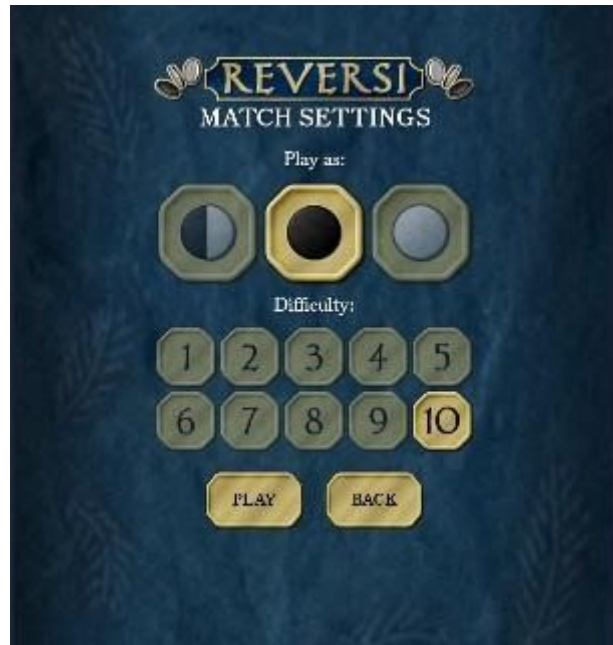 REVERSI
MATCH SETTINGS
Play as:
Difficulty:
1 2 3 4 5
6 7 8 9 10
PLAY BACK